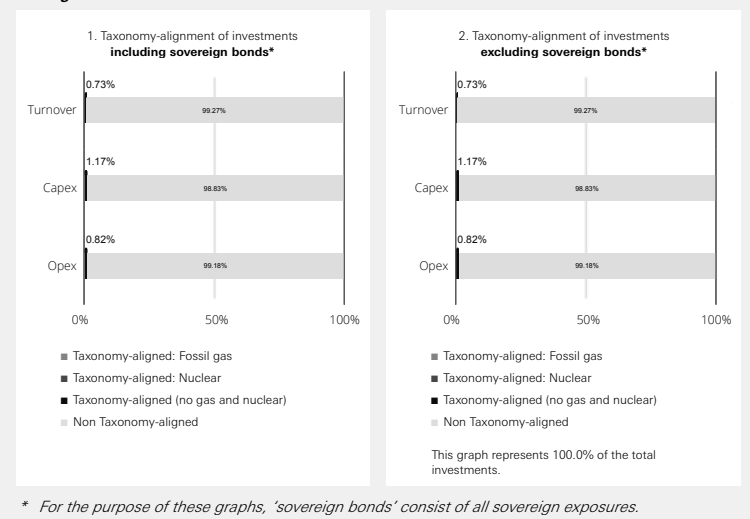 1. Taxonomy-alignment of investments
including sovereign bonds*
0.73%
Turnover
99.27%
1.17%
Capex
98.83%
0.82%
Opex
99.18%
0%
50%
100%
Taxonomy-aligned: Fossil gas
Taxonomy-aligned: Nuclear
Taxonomy-aligned (no gas and nuclear)
Non Taxonomy-aligned
2. Taxonomy-alignment of investments
excluding sovereign bonds*
0.73%
Turnover
99.27%
1.17%
Capex
98.83%
0.82%
Opex
99.18%
0%
50%
100%
Taxonomy-aligned: Fossil gas
Taxonomy-aligned: Nuclear
Taxonomy-aligned (no gas and nuclear)
Non Taxonomy-aligned
This graph represents 100.0% of the total
investments.
* For the purpose of these graphs, ‘sovereign bonds’ consist of all sovereign exposures.